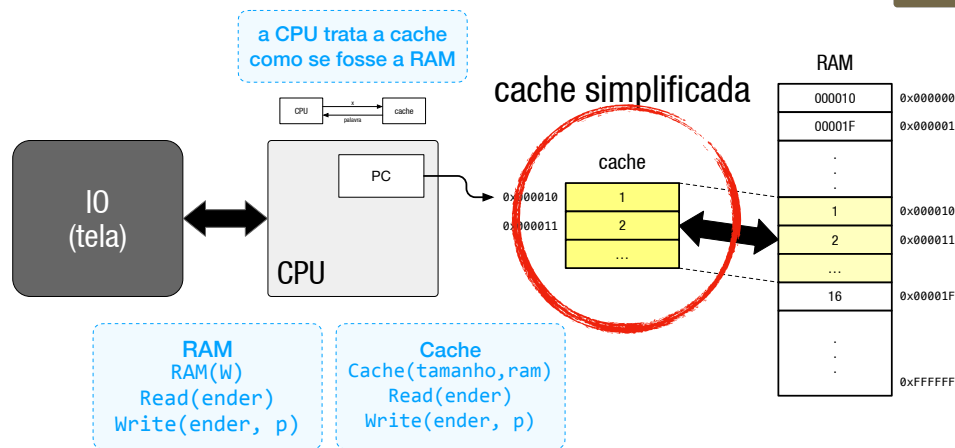 a CPU trata a cache
como se fosse a RAM
CPU
x
palavra
cache
cache simplificada
RAM
000010
0x000000
00001F
0x000001
.
.
.
IO
(tela)
PC
CPU
cache
0x000010
1
0x000011
2
...
1
0x000010
2
0x000011
...
16
0x00001F
.
.
.
0xFFFFFF
RAM
RAM(W)
Read(ender)
Write(ender, p)
Cache
Cache(tamanho,ram)
Read(ender)
Write(ender, p)